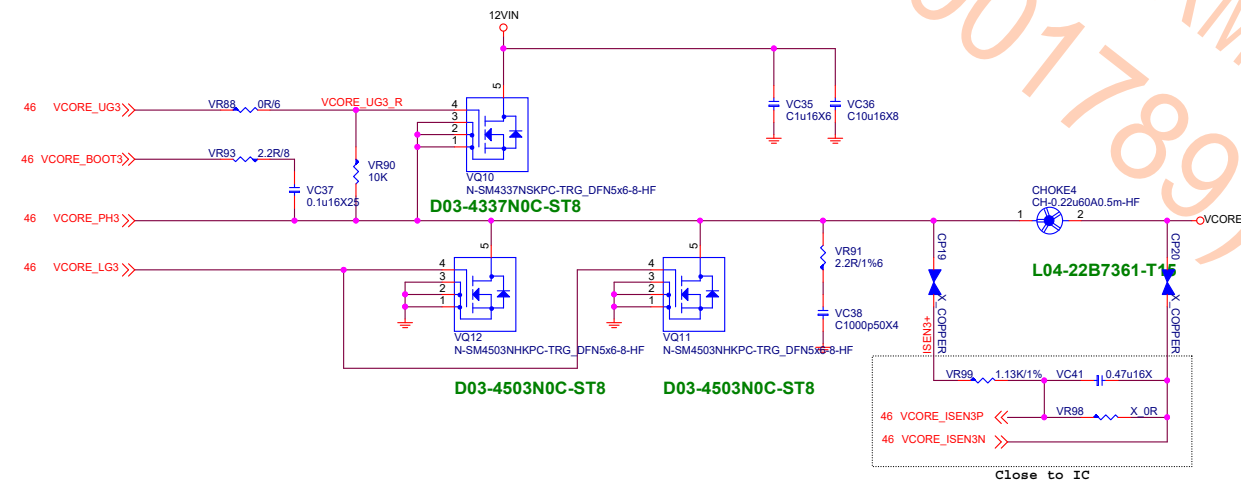 12VIN
5
46 VCORE_UG3
VR88 0R/6
VCORE_UG3_R
4
3
2
1
VC35
C1u16X6
VC36
C10u16X8
46 VCORE_BOOT3
VR93 2.2R/8
VR90
10K
VC37
0.1u16X25
VQ10
N-SM4337NSKPC-TRG_DFN5x6-8-HF
D03-4337N0C-ST8
CHOKE4
CH-0.22u60A0.5m-HF
46 VCORE_PH3
1
2
VCORE
L04-22B7361-T15
46 VCORE_LG3
5
4
3
2
1
5
4
3
2
1
VR91
2.2R/1%6
VC38
C1000p50X4
CP19
X_COPPER
CP20
X_COPPER
ISEN3+
VQ12
N-SM4503NHKPC-TRG_DFN5x6-8-HF
VQ11
N-SM4503NHKPC-TRG_DFN5x6-8-HF
D03-4503N0C-ST8
D03-4503N0C-ST8
VR99 1.13K/1%
VC41 0.47u16X
46 VCORE_ISEN3P
VR98 X_0R
46 VCORE_ISEN3N
Close to IC
001789